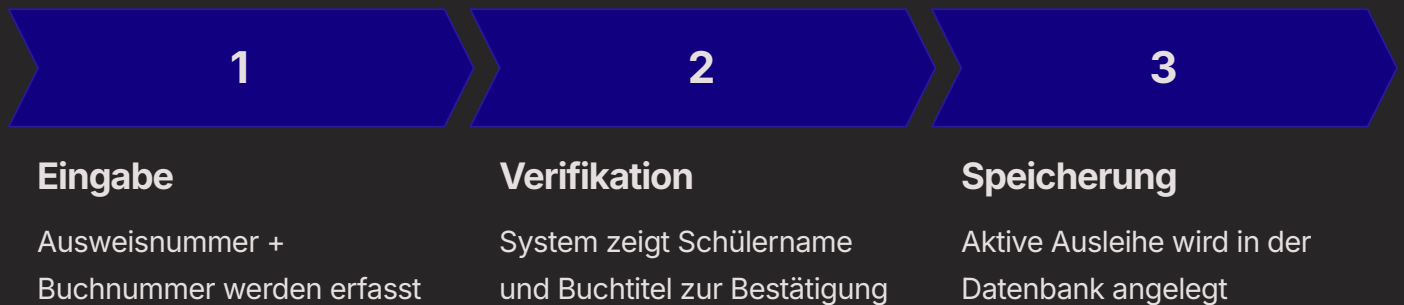 1
2
3
Eingabe
Ausweisnummer +
Buchnummer werden erfasst
Verifikation
System zeigt Schülername
und Buchtitel zur Bestätigung
Speicherung
Aktive Ausleihe wird in der
Datenbank angelegt